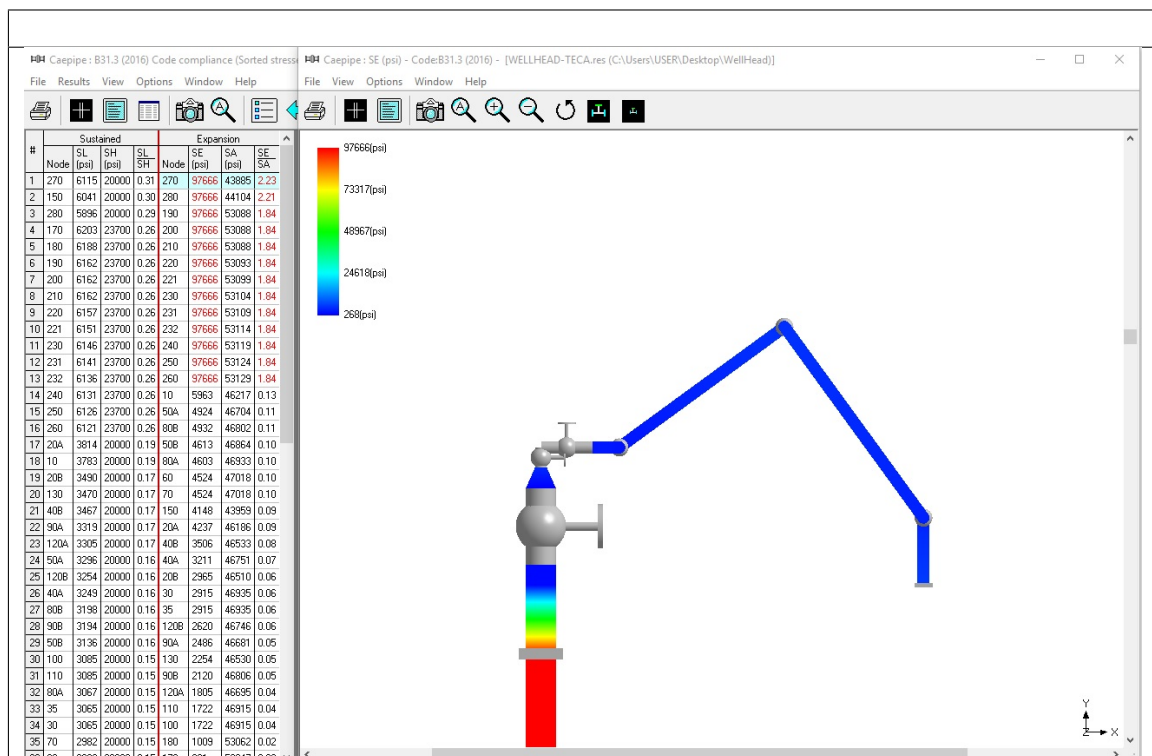 Caepipe : B31.3 (2016) Code compliance (Sorted stresse
File Results View Options Window Help
# Sustained Expansion
Node SL (psi) SH (psi) SL/SH Node SE (psi) SA (psi) SE/SA
1 270 6115 20000 0.31 270 97666 43885 2.23
2 150 6041 20000 0.30 280 97666 44104 2.21
3 280 5896 20000 0.29 190 97666 53088 1.84
4 170 6203 23700 0.26 200 97666 53088 1.84
5 180 6188 23700 0.26 210 97666 53088 1.84
6 190 6162 23700 0.26 220 97666 53093 1.84
7 200 6162 23700 0.26 221 97666 53099 1.84
8 210 6162 23700 0.26 230 97666 53104 1.84
9 220 6157 23700 0.26 231 97666 53109 1.84
10 221 6151 23700 0.26 232 97666 53114 1.84
11 230 6146 23700 0.26 240 97666 53119 1.84
12 231 6141 23700 0.26 250 97666 53124 1.84
13 232 6136 23700 0.26 260 97666 53129 1.84
14 240 6131 23700 0.26 10 5963 46217 0.13
15 250 6126 23700 0.26 50A 4924 46704 0.11
16 260 6121 23700 0.26 80B 4932 46802 0.11
17 20A 3814 20000 0.19 50B 4613 46864 0.10
18 10 3783 20000 0.19 80A 4603 46933 0.10
19 20B 3490 20000 0.17 60 4524 47018 0.10
20 130 3470 20000 0.17 70 4524 47018 0.10
21 40B 3467 20000 0.17 150 4148 43959 0.09
22 90A 3319 20000 0.17 20A 4237 46186 0.09
23 120A 3305 20000 0.17 40B 3506 46533 0.08
24 50A 3296 20000 0.16 40A 3211 46751 0.07
25 120B 3254 20000 0.16 20B 2965 46510 0.06
26 40A 3249 20000 0.16 30 2915 46935 0.06
27 80B 3198 20000 0.16 35 2915 46935 0.06
28 90B 3194 20000 0.16 120B 2620 46746 0.06
29 50B 3136 20000 0.16 90A 2486 46681 0.05
30 100 3085 20000 0.15 130 2254 46530 0.05
31 110 3085 20000 0.15 90B 2120 46806 0.05
32 80A 3067 20000 0.15 120A 1805 46695 0.04
33 35 3065 20000 0.15 110 1722 46915 0.04
34 30 3065 20000 0.15 100 1722 46915 0.04
35 70 2982 20000 0.15 180 1009 53062 0.02
Caepipe : SE (psi) - Code:B31.3 (2016) - [WELLHEAD-TECA.res (C:\Users\USER\Desktop\WellHead)]
File View Options Window Help
97666(psi)
73317(psi)
48967(psi)
24618(psi)
268(psi)
Y
Z X